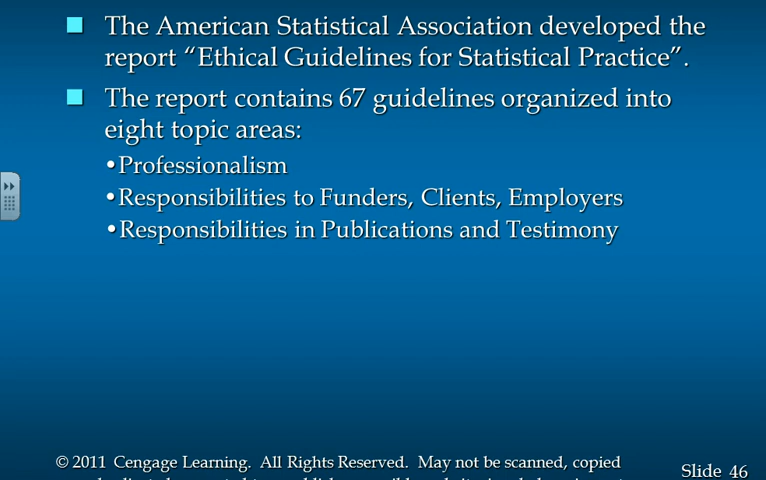 The American Statistical Association developed the
report “Ethical Guidelines for Statistical Practice”.
The report contains 67 guidelines organized into
eight topic areas:
•Professionalism
•Responsibilities to Funders, Clients, Employers
•Responsibilities in Publications and Testimony
© 2011 Cengage Learning. All Rights Reserved. May not be scanned, copied
Slide 46